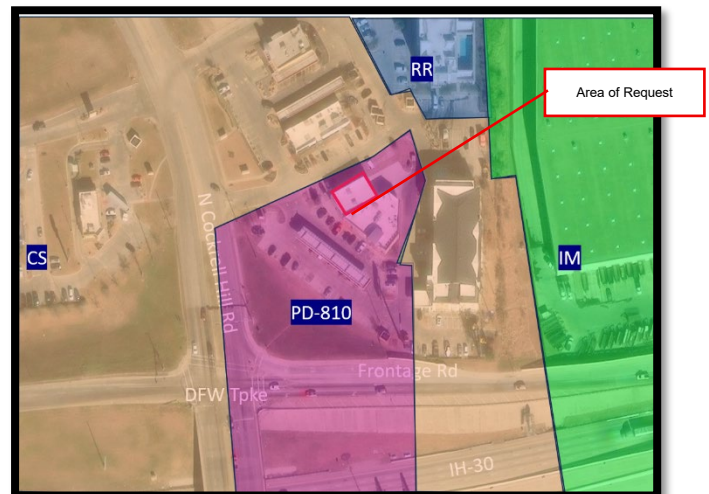 RR
Area of Request
N Cockrell Hill Rd
CS
IM
PD-810
Frontage Rd
DFW Tpke
IH-30